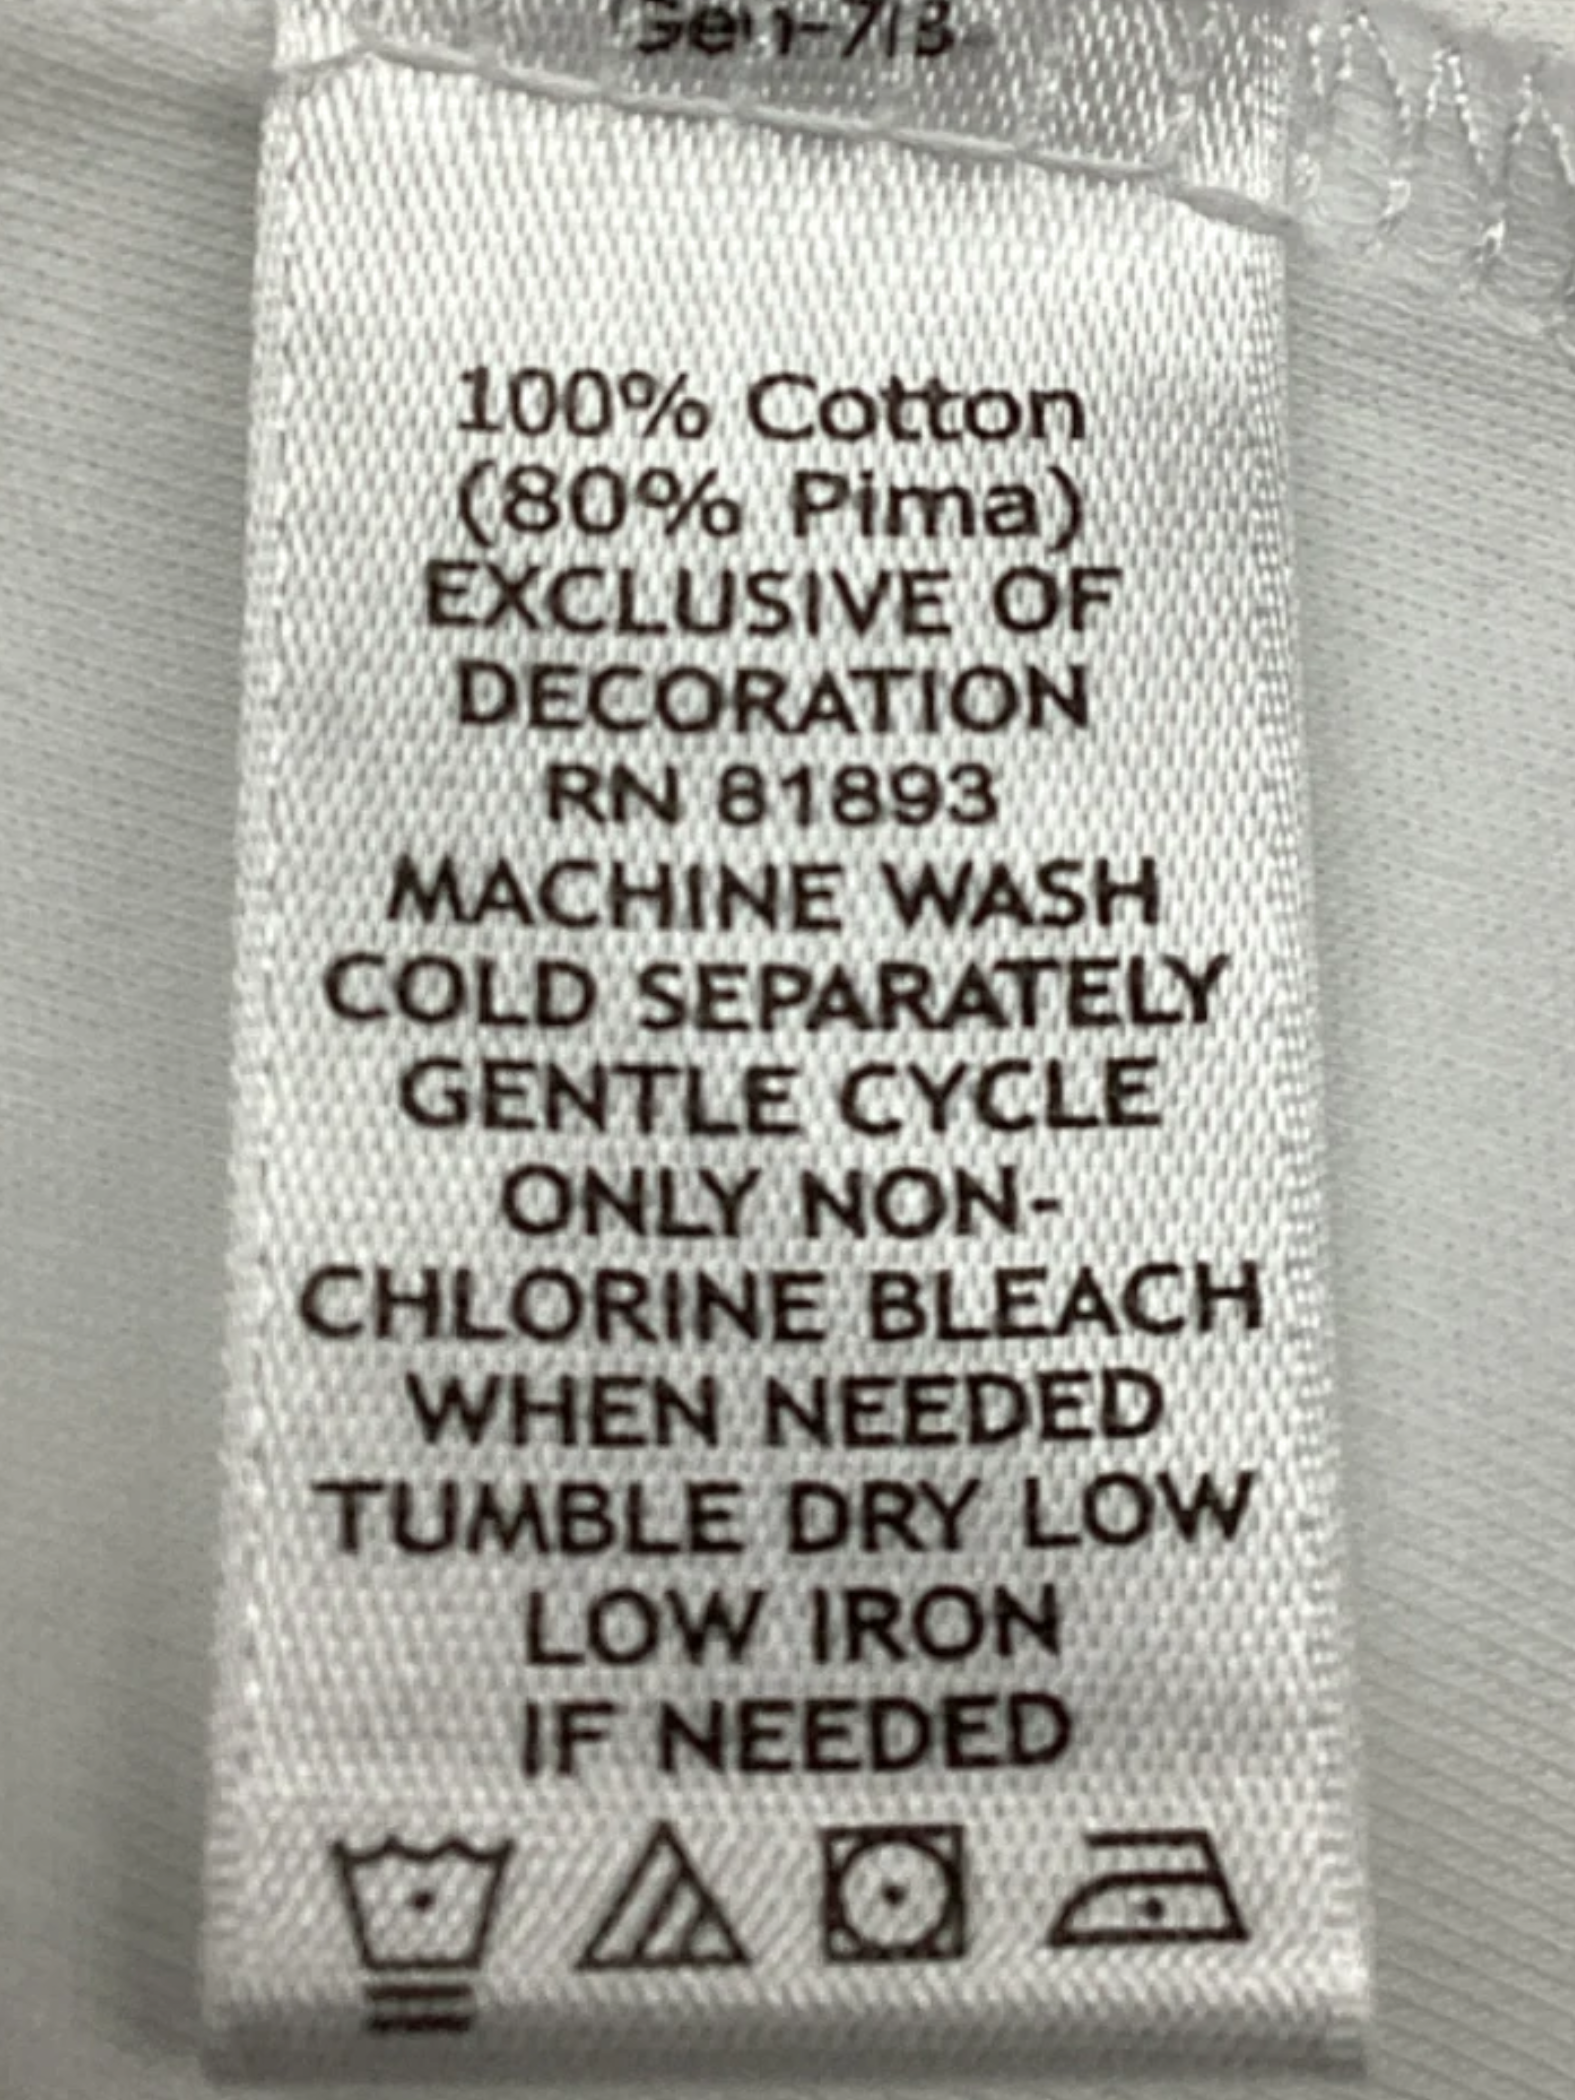 100% Cotton
(80% Pima)
EXCLUSIVE OF
DECORATION
RN 81893
MACHINE WASH
COLD SEPARATELY
GENTLE CYCLE
ONLY NON-
CHLORINE BLEACH
WHEN NEEDED
TUMBLE DRY LOW
LOW IRON
IF NEEDED